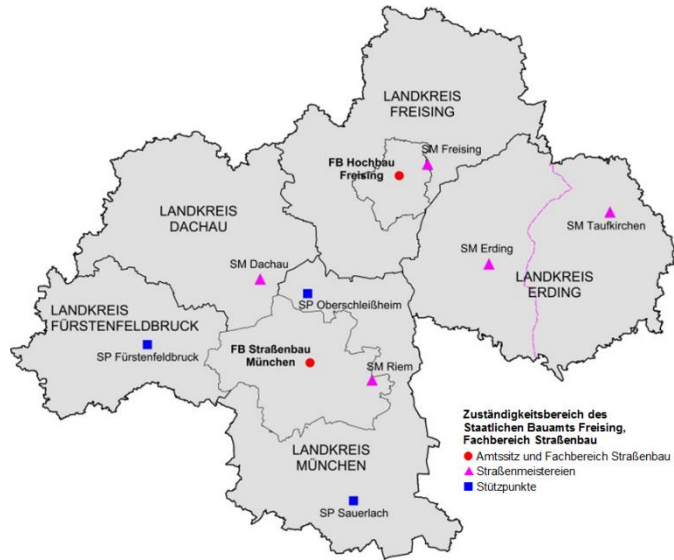 LANDKREIS
FREISING
FB Hochbau
Freising
SM Freising
LANDKREIS
DACHAU
SM Taufkirchen
SM Erding
LANDKREIS
ERDING
SM Dachau
LANDKREIS
FÜRSTENFELDBRUCK
SP Oberschleißheim
SP Fürstenfeldbruck
FB Straßenbau
München
SM Riem
LANDKREIS
MÜNCHEN
SP Sauerlach
Zuständigkeitsbereich des
Staatlichen Bauamts Freising,
Fachbereich Straßenbau
Amtssitz und Fachbereich Straßenbau
Straßenmeistereien
Stützpunkte